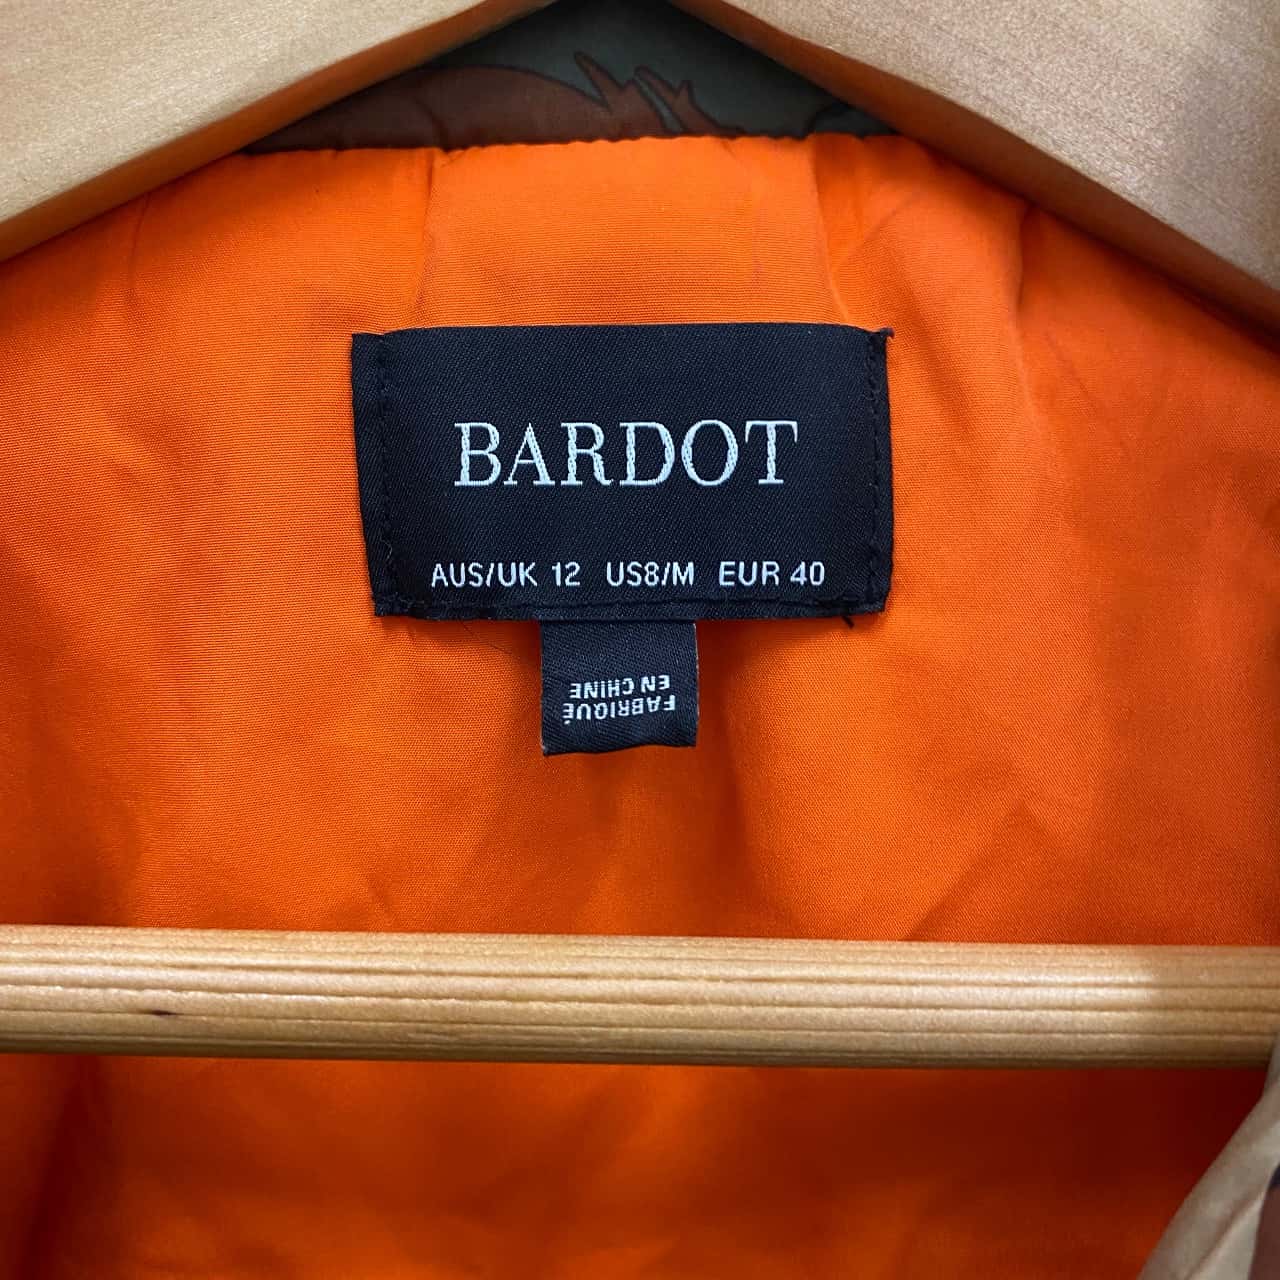 BARDOT
AUS/UK 12 US8/M EUR 40
FABRIQUÉ
EN CHINE